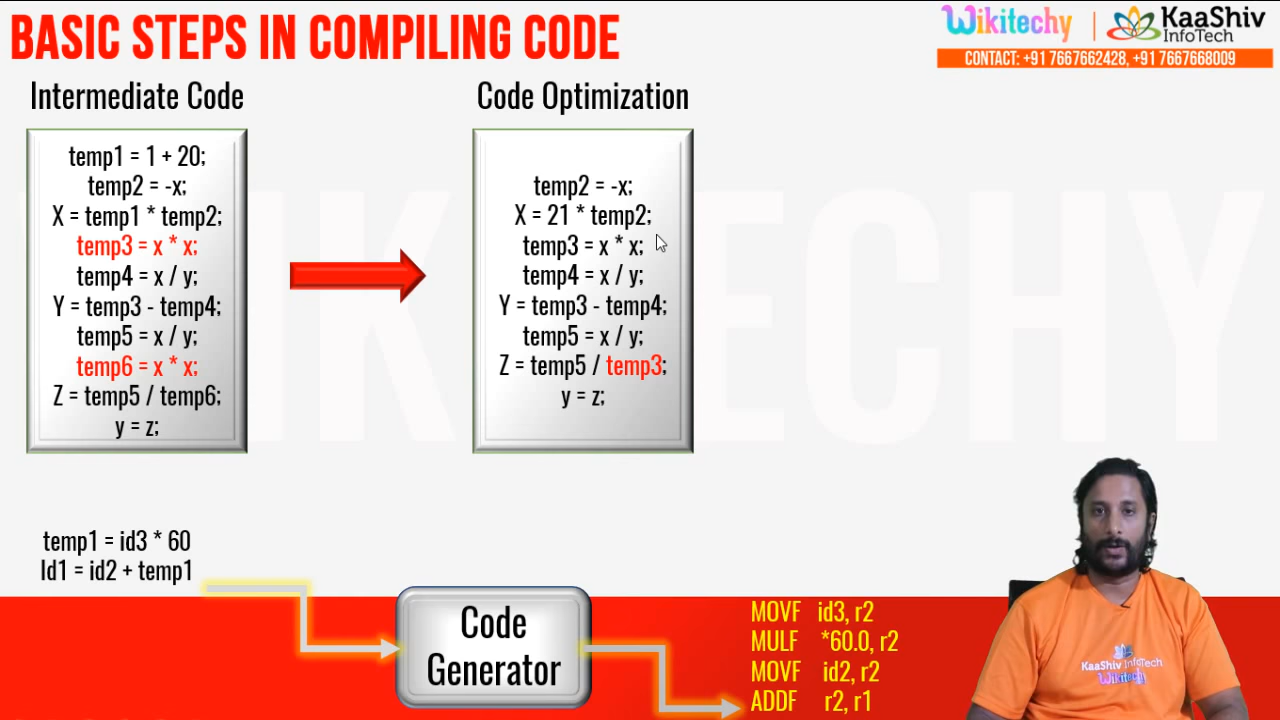 BASIC STEPS IN COMPILING CODE
Wikitechy
KaaShiv
InfoTech
CONTACT: +91 7667662428, +91 7667668009
Intermediate Code
temp1 = 1 + 20;
temp2 = -x;
X = temp1 * temp2;
temp3 = x * x;
temp4 = x / y;
Y = temp3 - temp4;
temp5 = x / y;
temp6 = x * x;
Z = temp5 / temp6;
y = z;
Code Optimization
temp2 = -x;
X = 21 * temp2;
temp3 = x * x;
temp4 = x / y;
Y = temp3 - temp4;
temp5 = x / y;
Z = temp5 / temp3;
y = z;
temp1 = id3 * 60
Id1 = id2 + temp1
Code
Generator
MOVF id3, r2
MULF *60.0, r2
MOVF id2, r2
ADDF r2, r1
KaaShiv InfoTech
Wikitechy
WIKITECHY